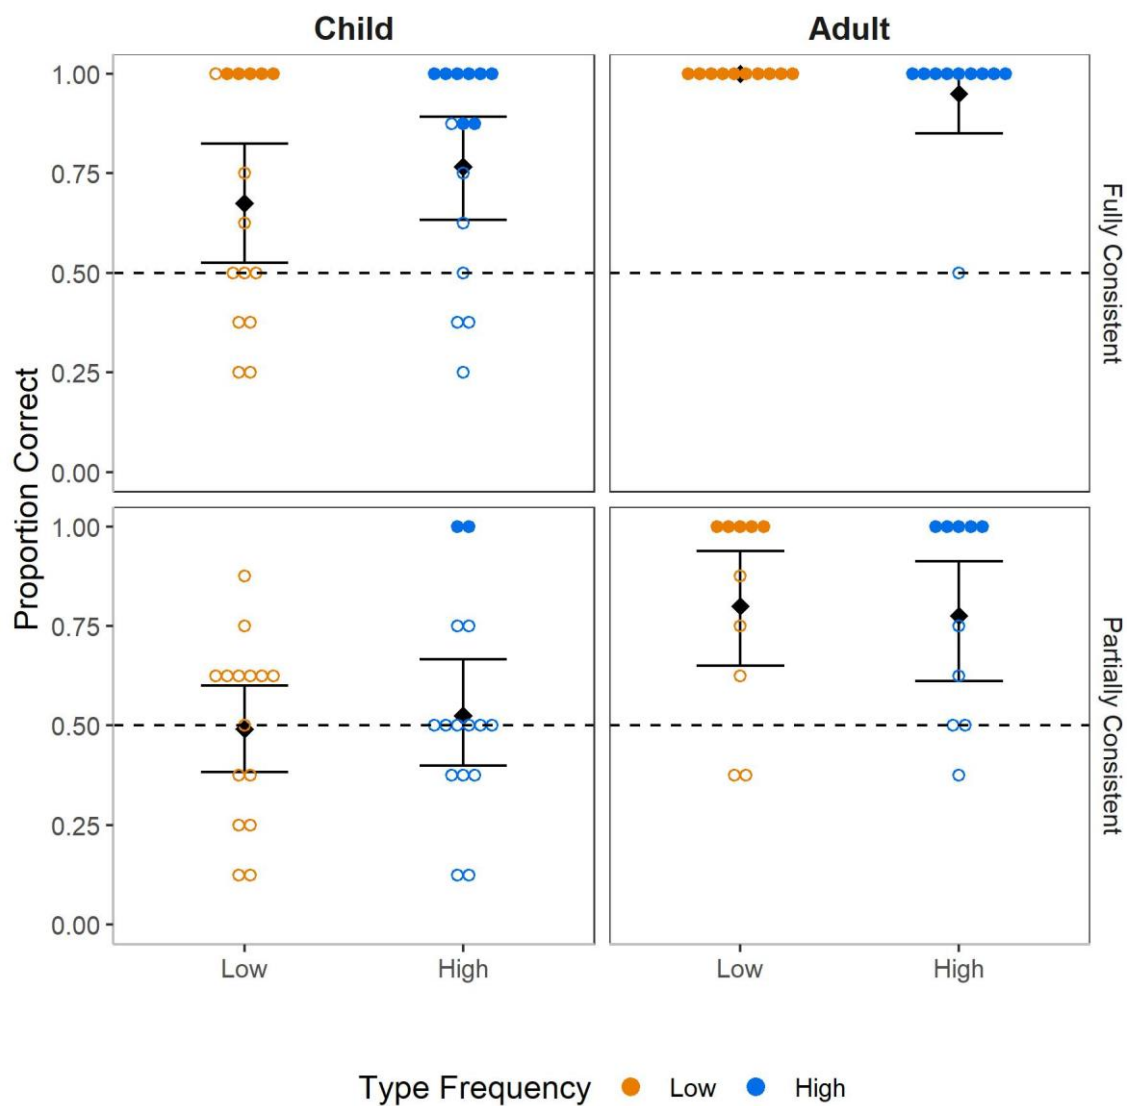 Child Adult
1.00
0.75
0.50
0.25
0.00
Fully Consistent
Proportion Correct
1.00
0.75
0.50
0.25
0.00
Partially Consistent
Low High Low High
Type Frequency Low High